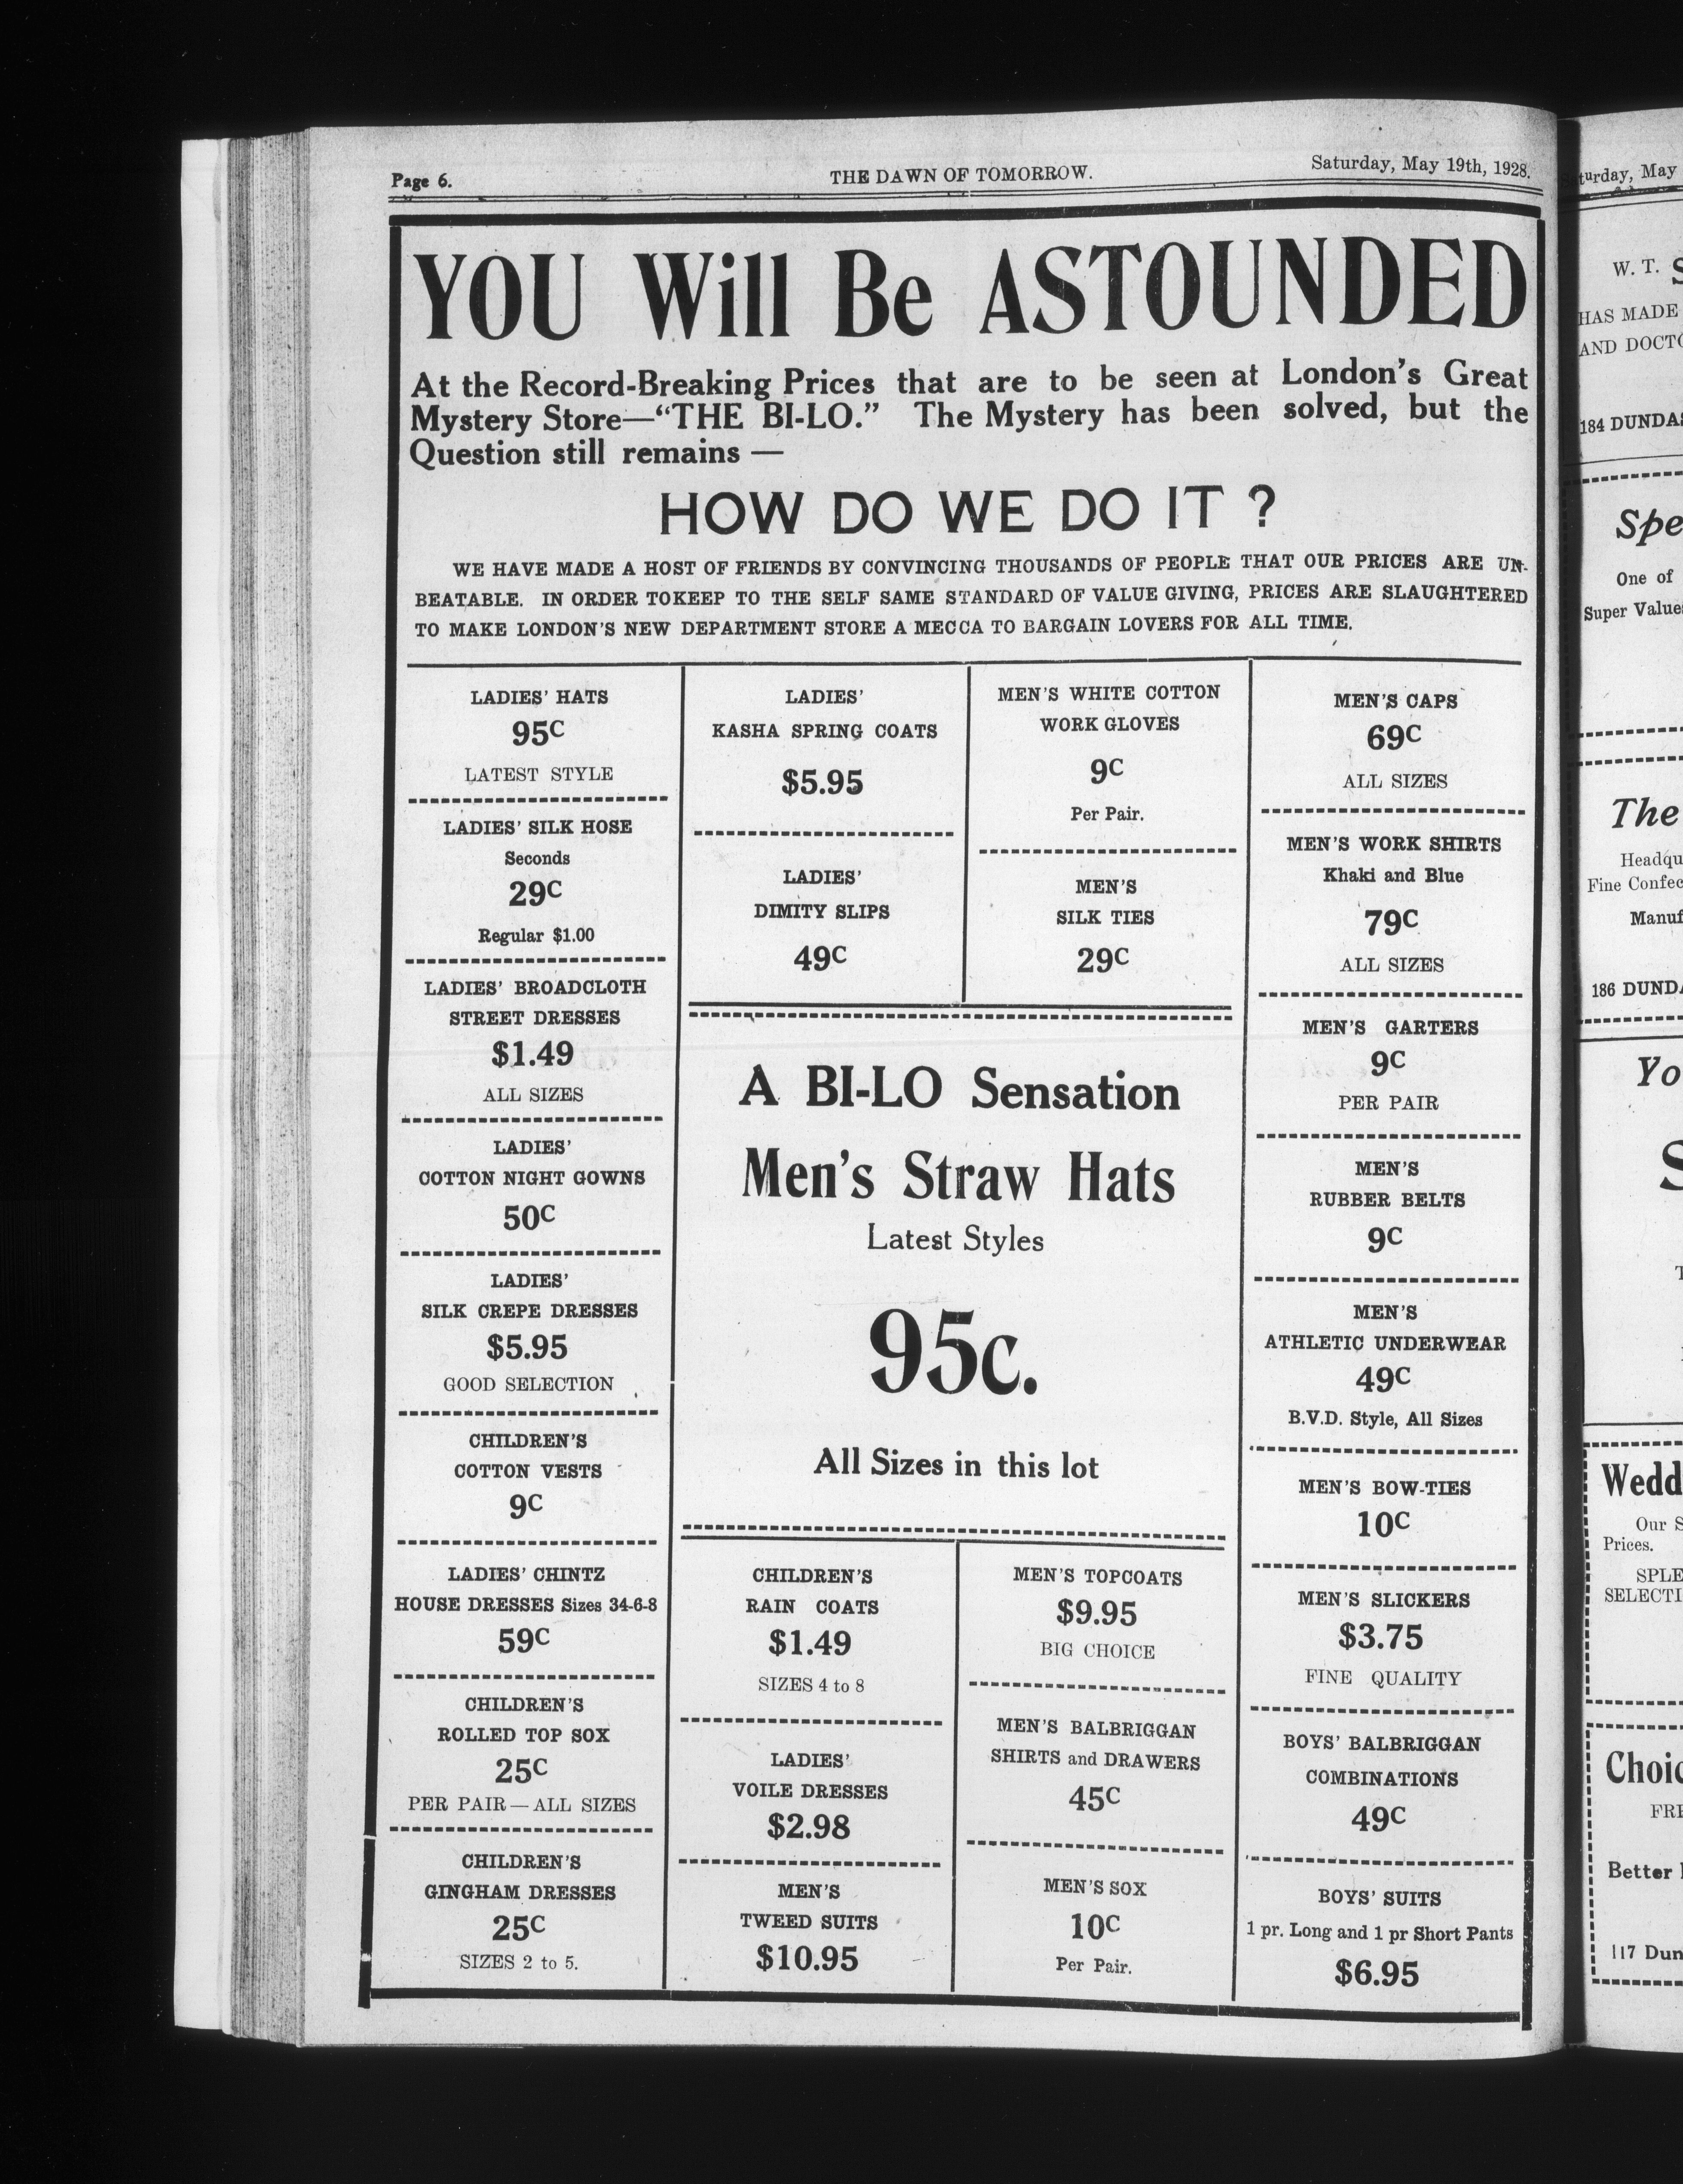 Page 6.
THE DAWN OF TOMORROW.
Saturday, May 19th, 1928.
YOU Will Be ASTOUNDED
At the Record-Breaking Prices that are to be seen at London's Great
Mystery Store—"THE BI-LO." The Mystery has been solved, but the
Question still remains —
HOW DO WE DO IT ?
WE HAVE MADE A HOST OF FRIENDS BY CONVINCING THOUSANDS OF PEOPLE THAT OUR PRICES ARE UN-
BEATABLE. IN ORDER TOKEEP TO THE SELF SAME STANDARD OF VALUE GIVING, PRICES ARE SLAUGHTERED
TO MAKE LONDON'S NEW DEPARTMENT STORE A MECCA TO BARGAIN LOVERS FOR ALL TIME.
LADIES' HATS
95C
LATEST STYLE
LADIES' SILK HOSE
Seconds
29C
Regular $1.00
LADIES' BROADCLOTH
STREET DRESSES
$1.49
ALL SIZES
LADIES'
COTTON NIGHT GOWNS
50C
LADIES'
SILK CREPE DRESSES
$5.95
GOOD SELECTION
CHILDREN'S
COTTON VESTS
9C
LADIES' CHINTZ
HOUSE DRESSES Sizes 34-6-8
59C
CHILDREN'S
ROLLED TOP SOX
25C
PER PAIR — ALL SIZES
CHILDREN'S
GINGHAM DRESSES
25C
SIZES 2 to 5.
LADIES'
KASHA SPRING COATS
$5.95
LADIES'
DIMITY SLIPS
49C
MEN'S WHITE COTTON
WORK GLOVES
9C
Per Pair.
MEN'S
SILK TIES
29C
A BI-LO Sensation
Men's Straw Hats
Latest Styles
95c.
All Sizes in this lot
CHILDREN'S
RAIN COATS
$1.49
SIZES 4 to 8
LADIES'
VOILE DRESSES
$2.98
MEN'S
TWEED SUITS
$10.95
MEN'S TOPCOATS
$9.95
BIG CHOICE
MEN'S BALBRIGGAN
SHIRTS and DRAWERS
45C
MEN'S SOX
10C
Per Pair.
MEN'S CAPS
69C
ALL SIZES
MEN'S WORK SHIRTS
Khaki and Blue
79C
ALL SIZES
MEN'S GARTERS
9C
PER PAIR
MEN'S
RUBBER BELTS
9C
MEN'S
ATHLETIC UNDERWEAR
49C
B.V.D. Style, All Sizes
MEN'S BOW-TIES
10C
MEN'S SLICKERS
$3.75
FINE QUALITY
BOYS' BALBRIGGAN
COMBINATIONS
49C
BOYS' SUITS
1 pr. Long and 1 pr Short Pants
$6.95
May
W. T.
HAS MADE
AND
184
One of
Super
The
186
Our
Prices.
Better
117